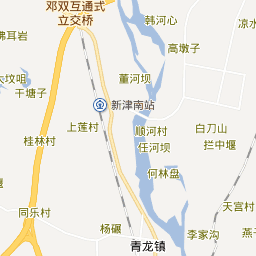 邓双互通式
立交桥
韩河心
凉水
高墩子
佛耳岩
董河坝
大坟咀
干塘子
新津南站
上莲村
顺河村
白刀山
任河坝
拦中堰
桂林村
何林盘
天宫村
同乐村
杨碾
李家沟
燕子
青龙镇